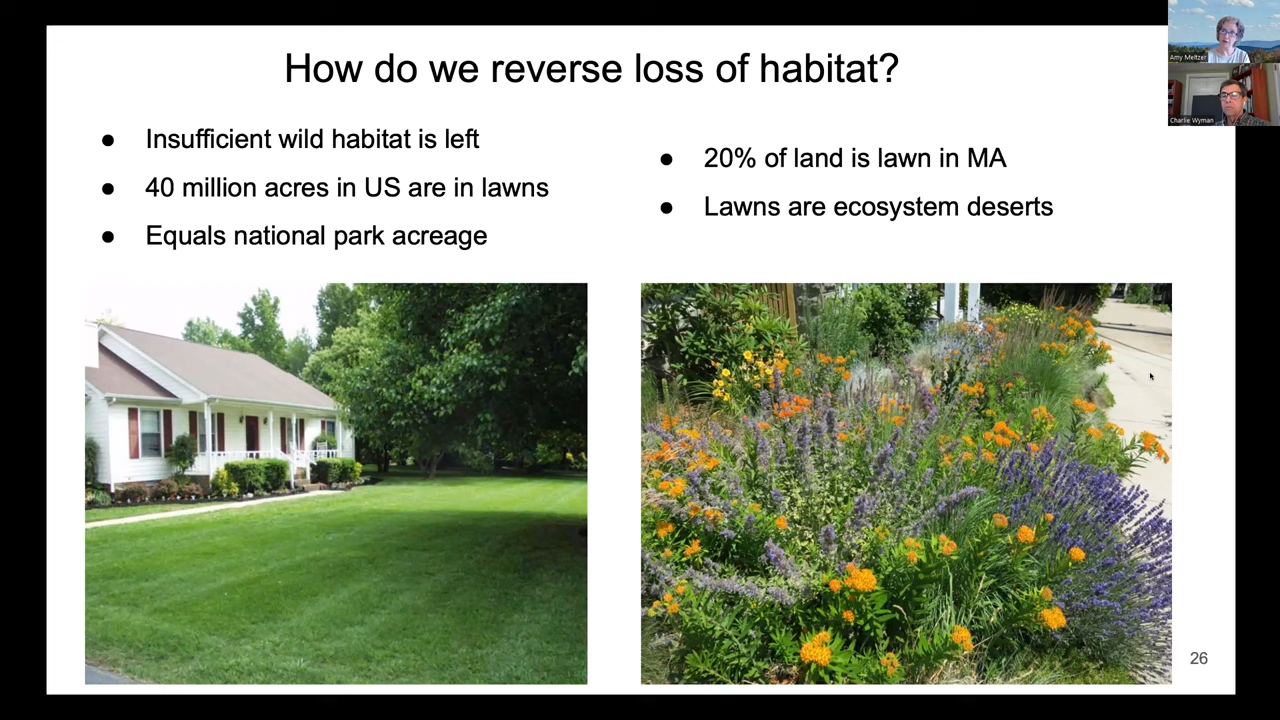 How do we reverse loss of habitat?
● Insufficient wild habitat is left
● 40 million acres in US are in lawns
● Equals national park acreage
● 20% of land is lawn in MA
● Lawns are ecosystem deserts
26
Amy Meltzer
Charlie Wyman